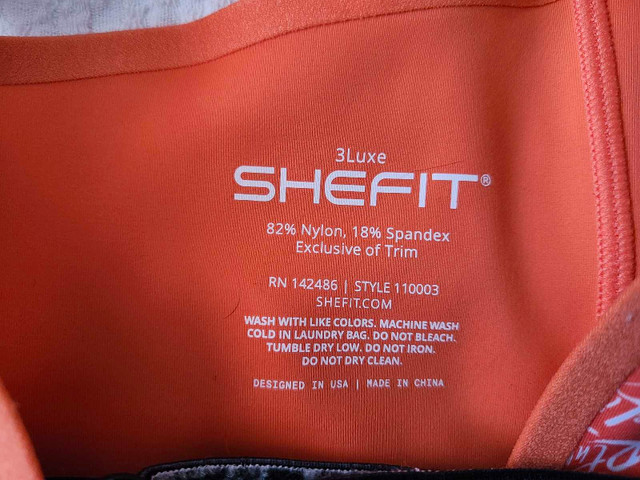 3Luxe
SHEFIT®
82% Nylon, 18% Spandex
Exclusive of Trim
RN 142486 | STYLE 110003
SHEFIT.COM
WASH WITH LIKE COLORS. MACHINE WASH
COLD IN LAUNDRY BAG. DO NOT BLEACH.
TUMBLE DRY LOW. DO NOT IRON.
DO NOT DRY CLEAN.
DESIGNED IN USA | MADE IN CHINA